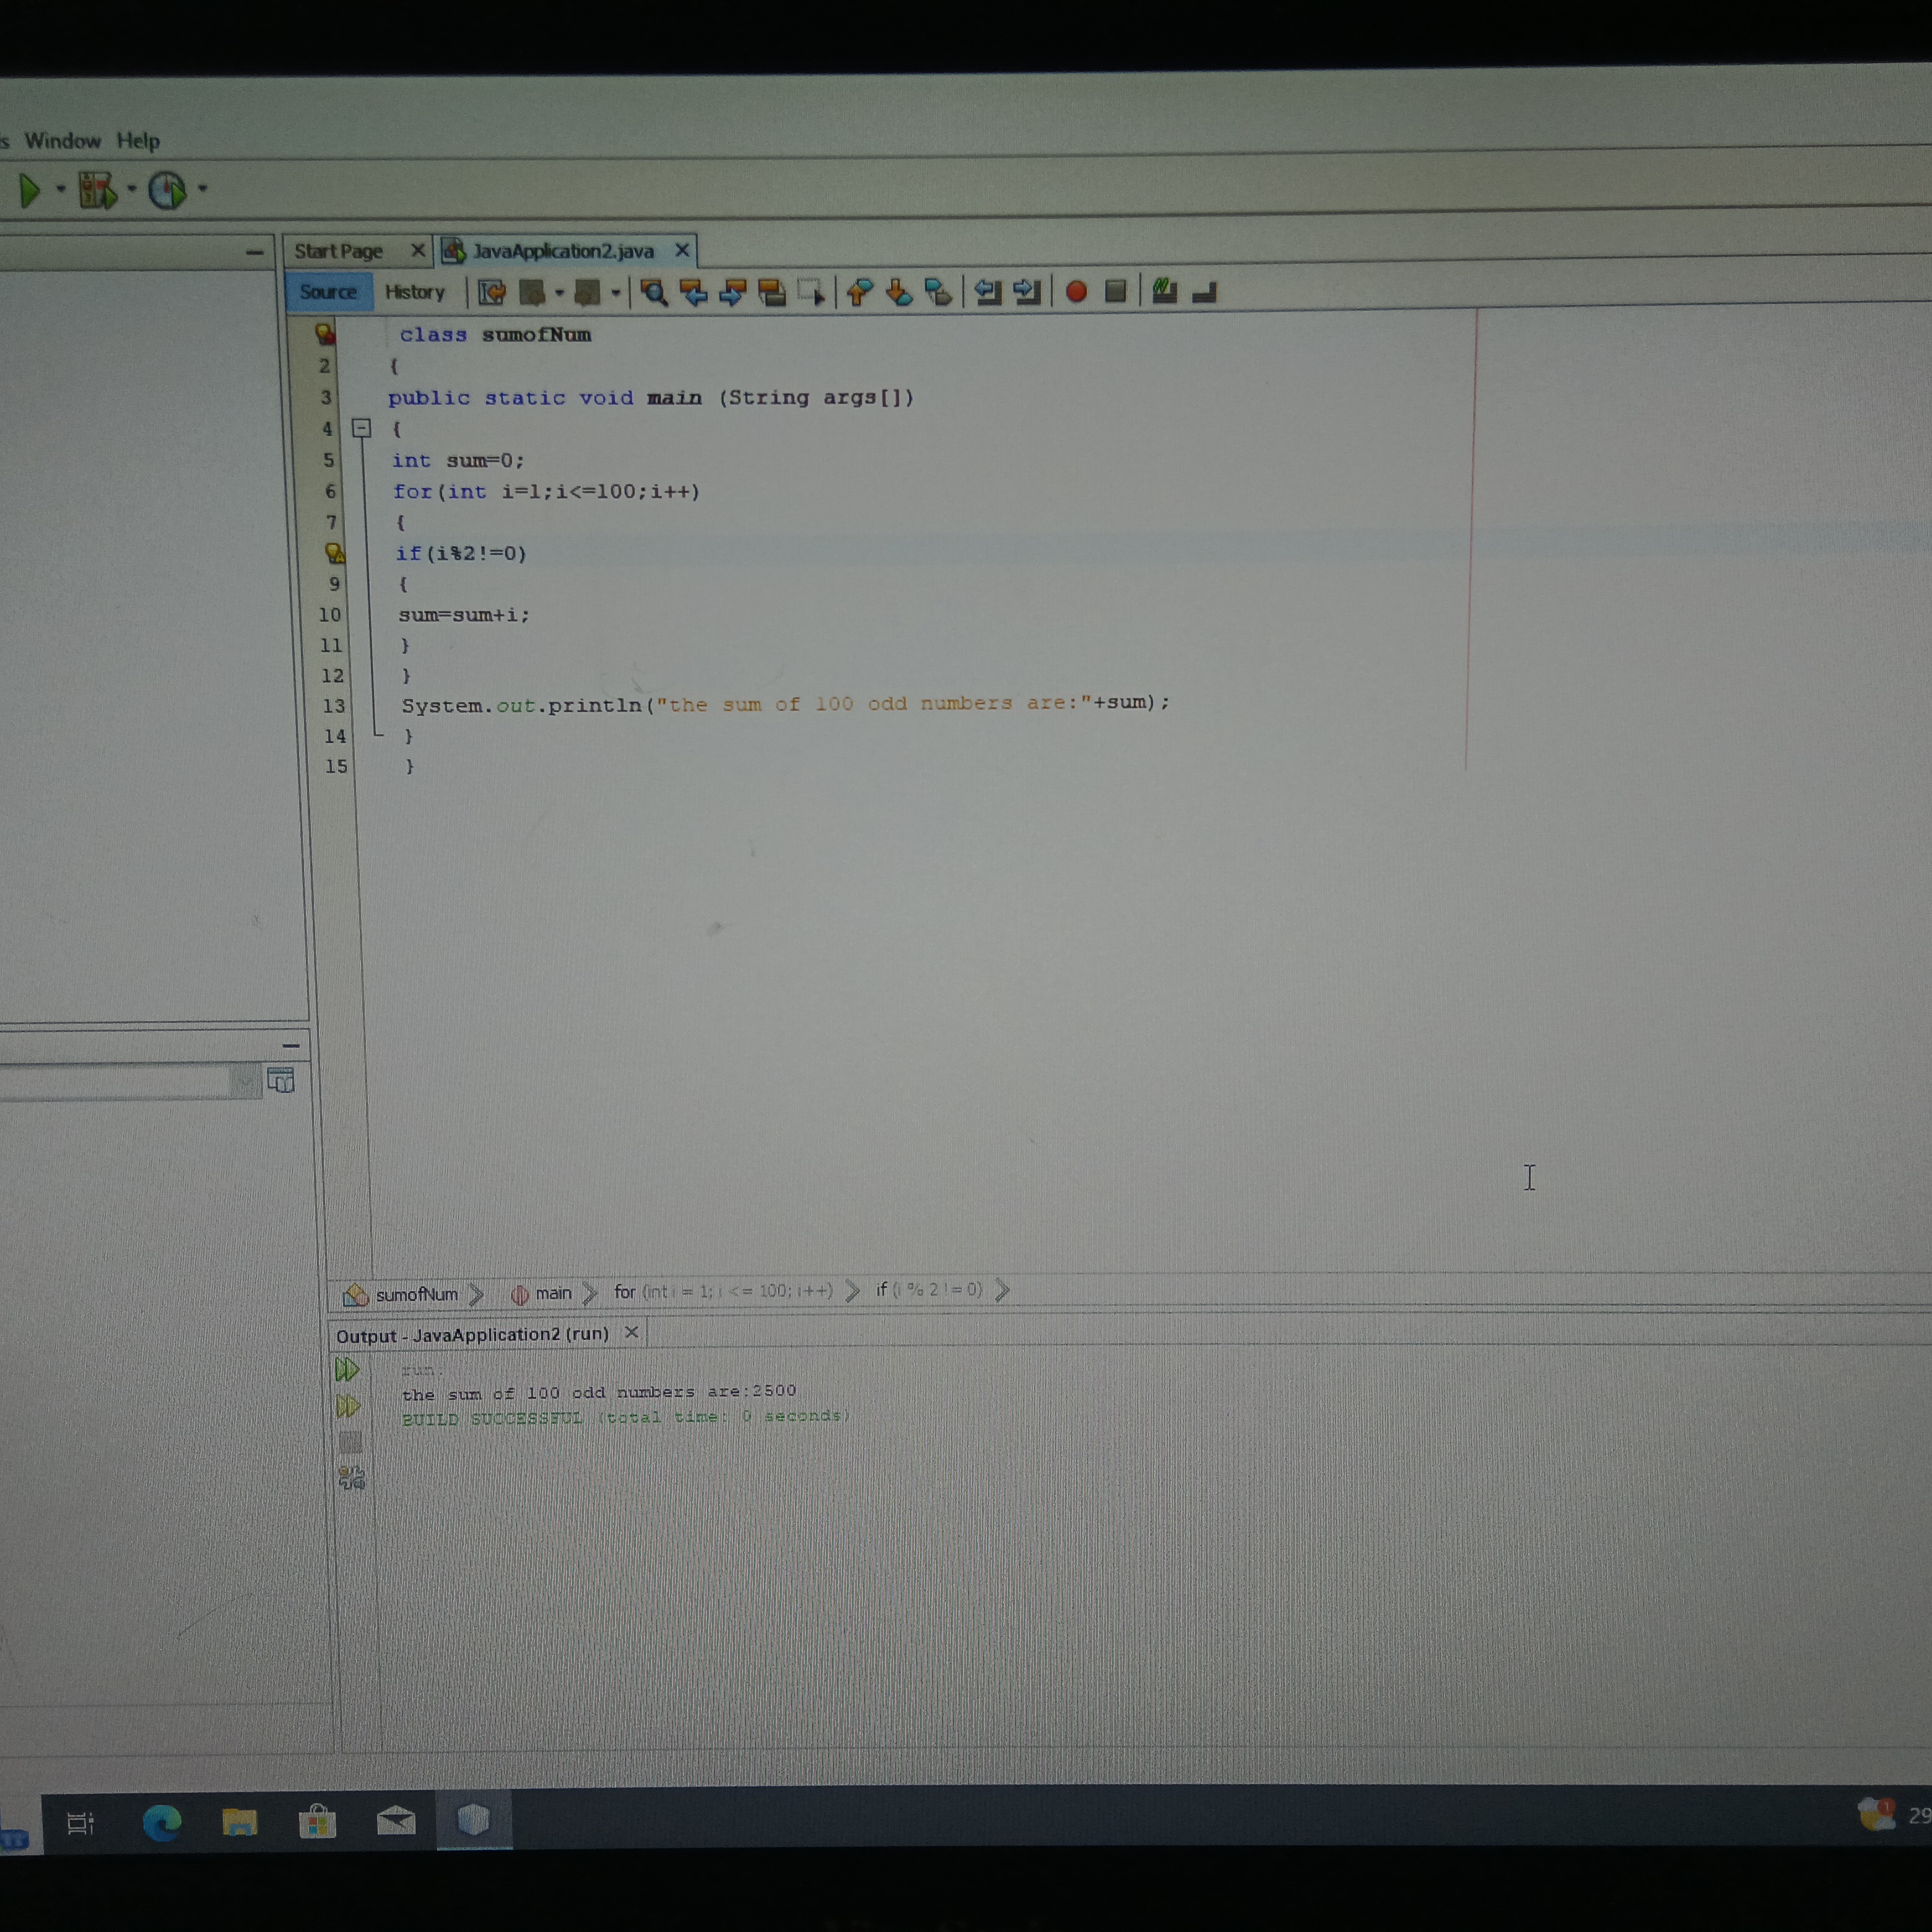 Window Help
Start Page JavaApplication2.java
Source History
class sumofNum
2 {
3 public static void main (String args[])
4 {
5 int sum=0;
6 for(int i=1;i<=100;i++)
7 {
if(i%2!=0)
9 {
10 sum=sum+i;
11 }
12 }
13 System.out.println("the sum of 100 odd numbers are:"+sum);
14 }
15 }
sumofNum main for (int i = 1; i <= 100; i++) if (i % 2 != 0)
Output - JavaApplication2 (run)
run:
the sum of 100 odd numbers are:2500
BUILD SUCCESSFUL (total time: 0 seconds)
1
29